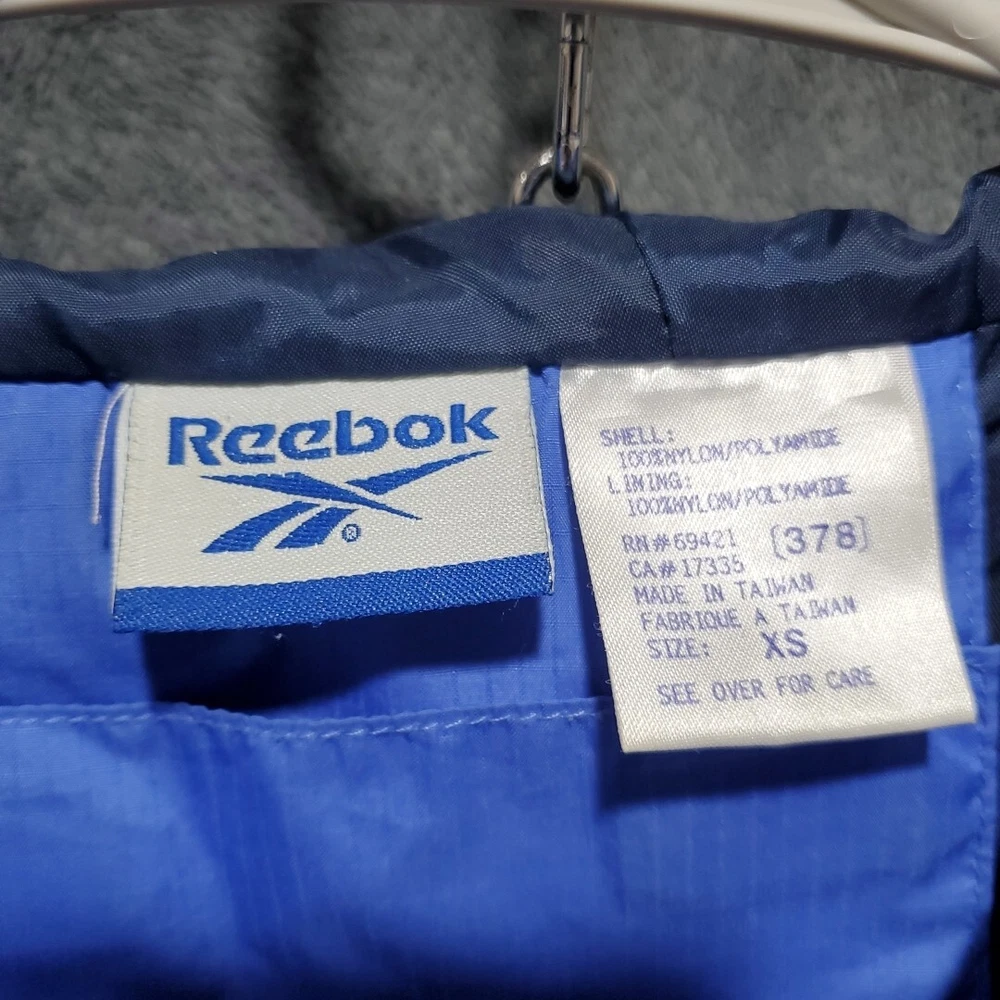 Reebok
®
SHELL:
100%NYLON/POLYAMIDE
LINING:
100%NYLON/POLYAMIDE
RN#69421 [378]
CA#17335
MADE IN TAIWAN
FABRIQUE A TAIWAN
SIZE: XS
SEE OVER FOR CARE